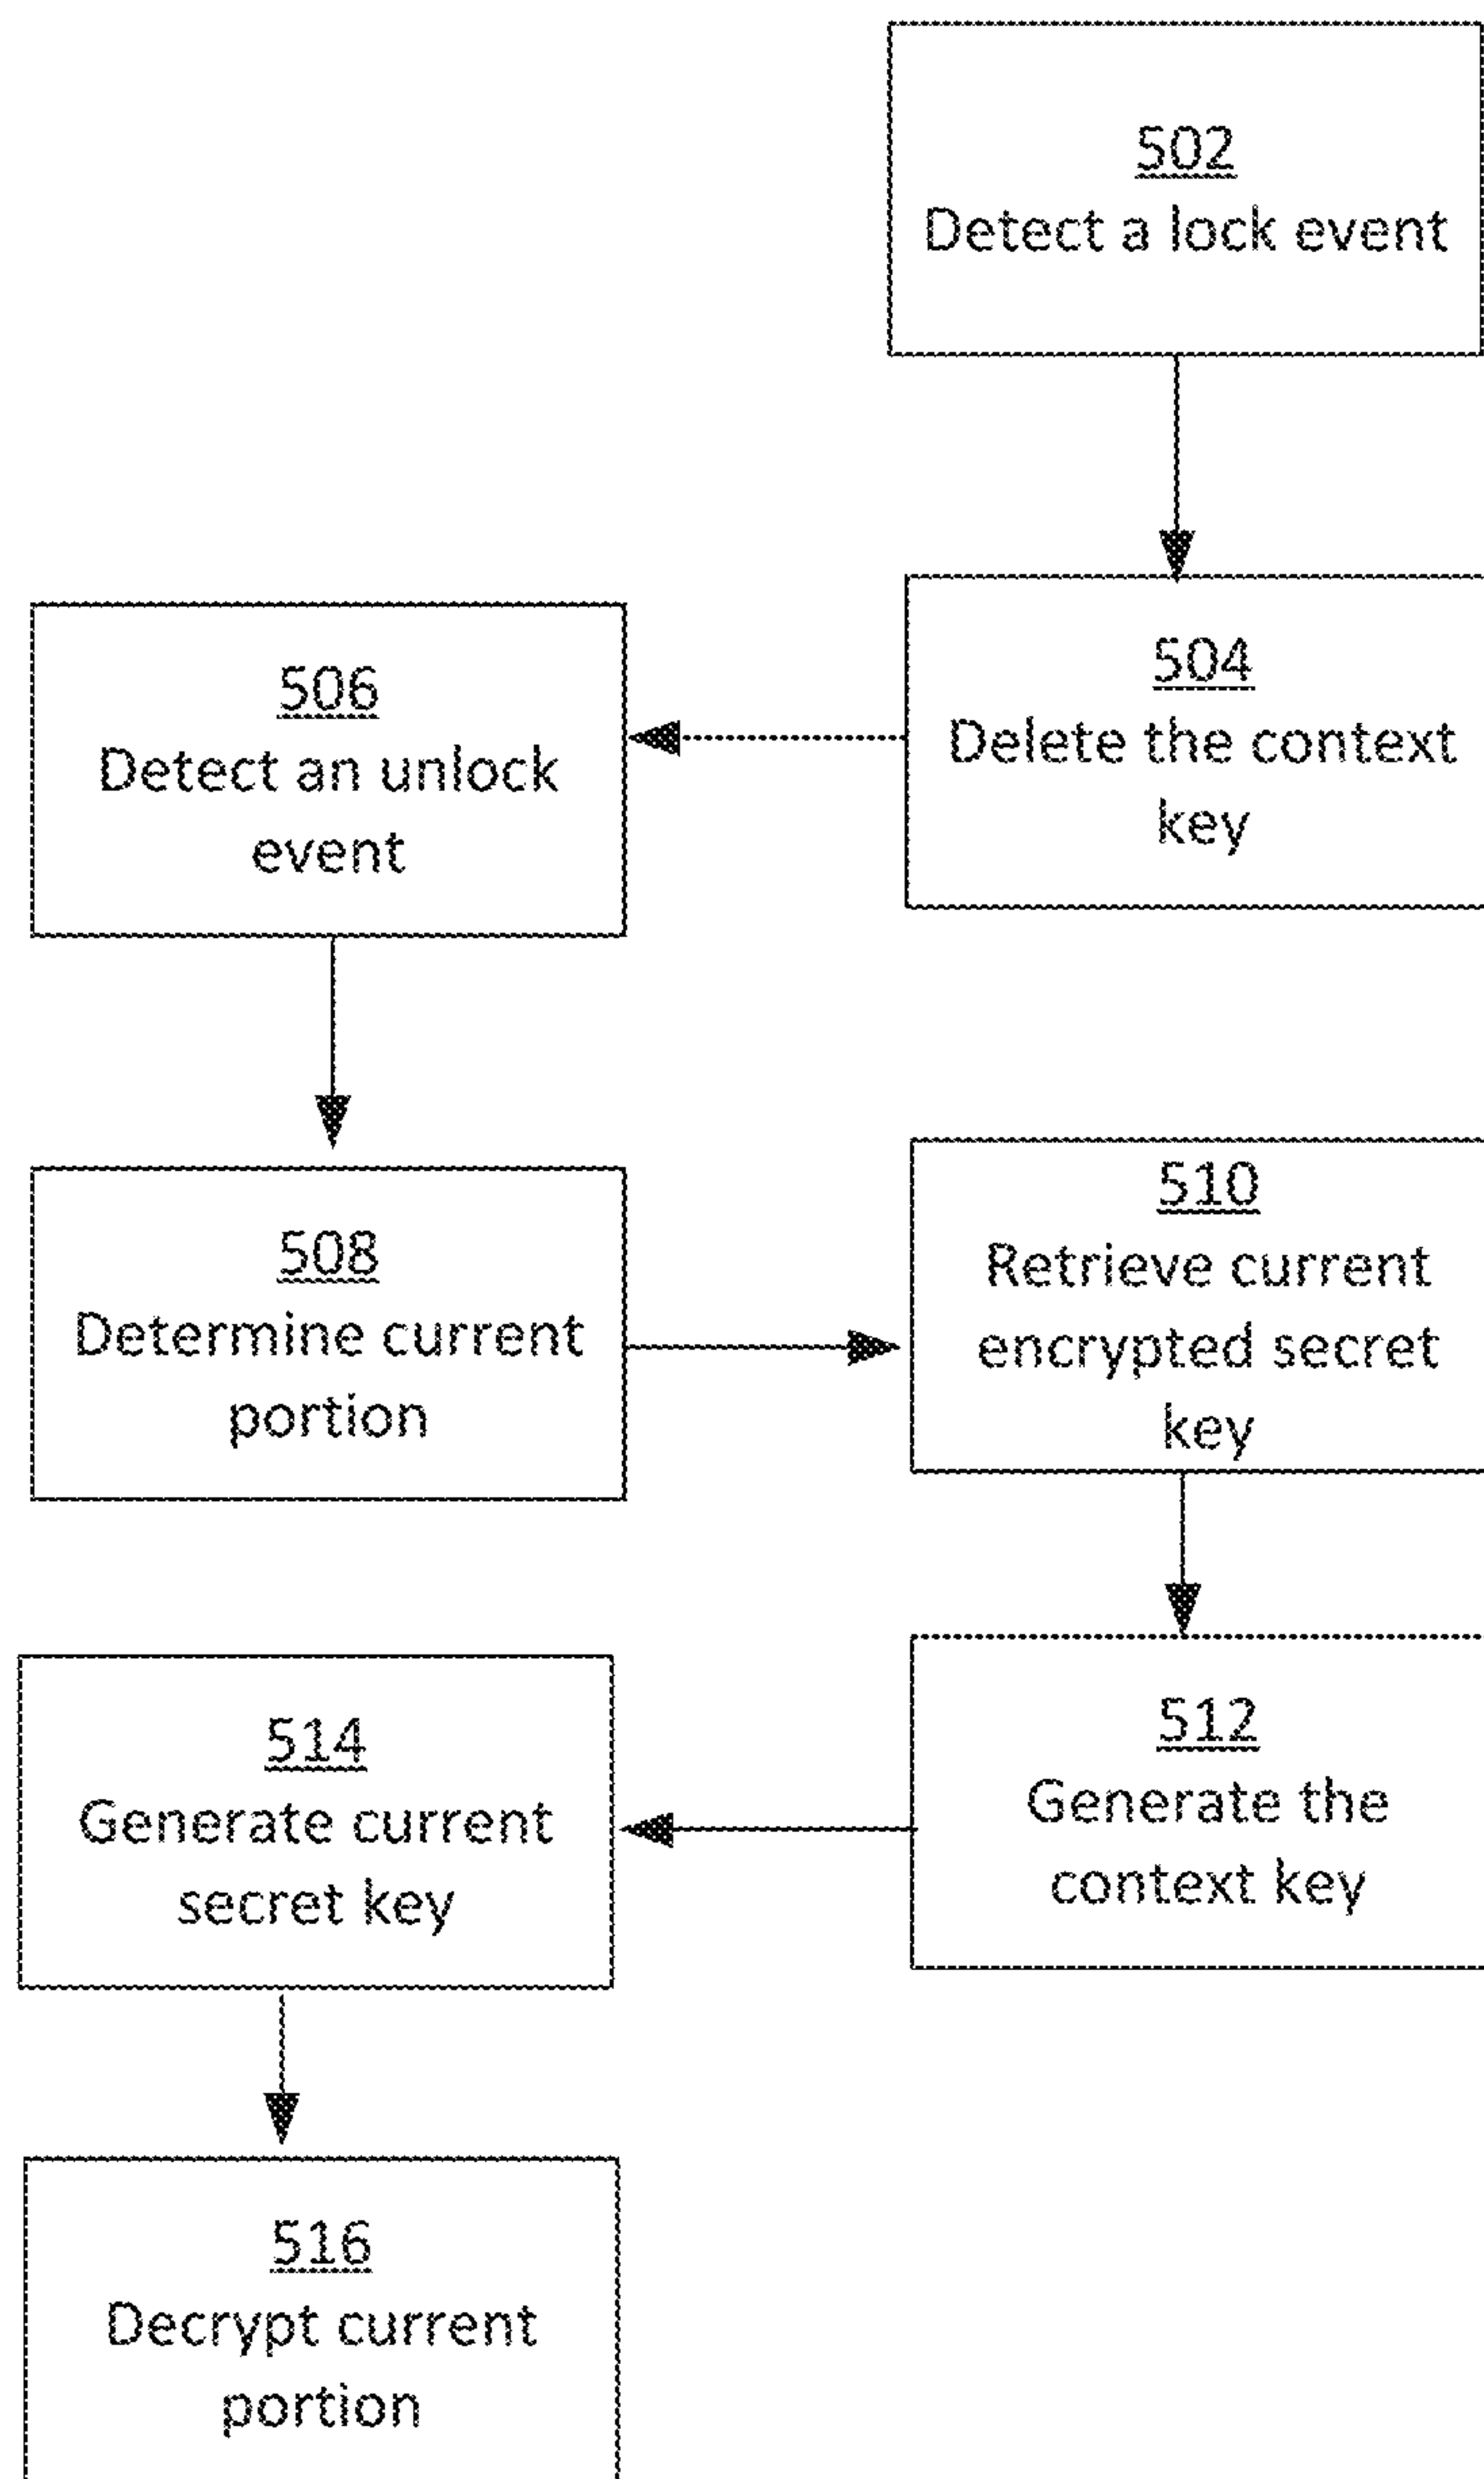 502
Detect a lock event
504
Delete the context
key
506
Detect an unlock
event
508
Determine current
portion
510
Retrieve current
encrypted secret
key
512
Generate the
context key
514
Generate current
secret key
516
Decrypt current
portion